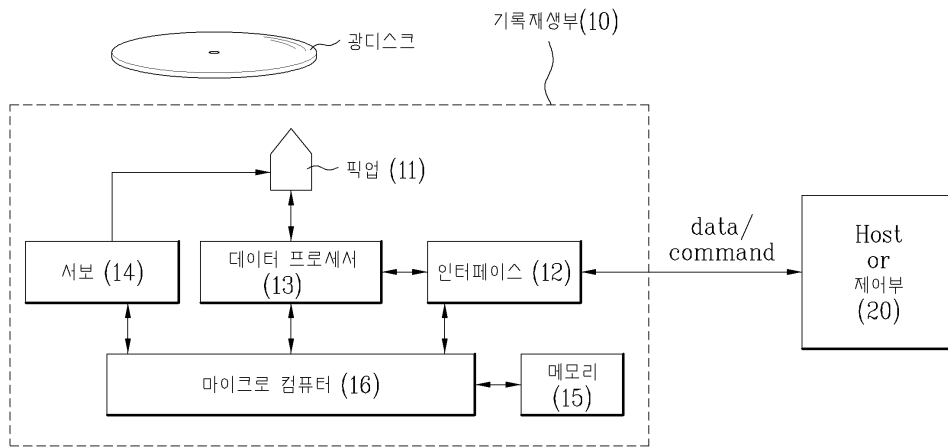 기록재생부(10)
광디스크
픽업 (11)
data/
command
Host
or
제어부
(20)
서보 (14)
데이터 프로세서
(13)
인터페이스 (12)
마이크로 컴퓨터 (16)
메모리
(15)